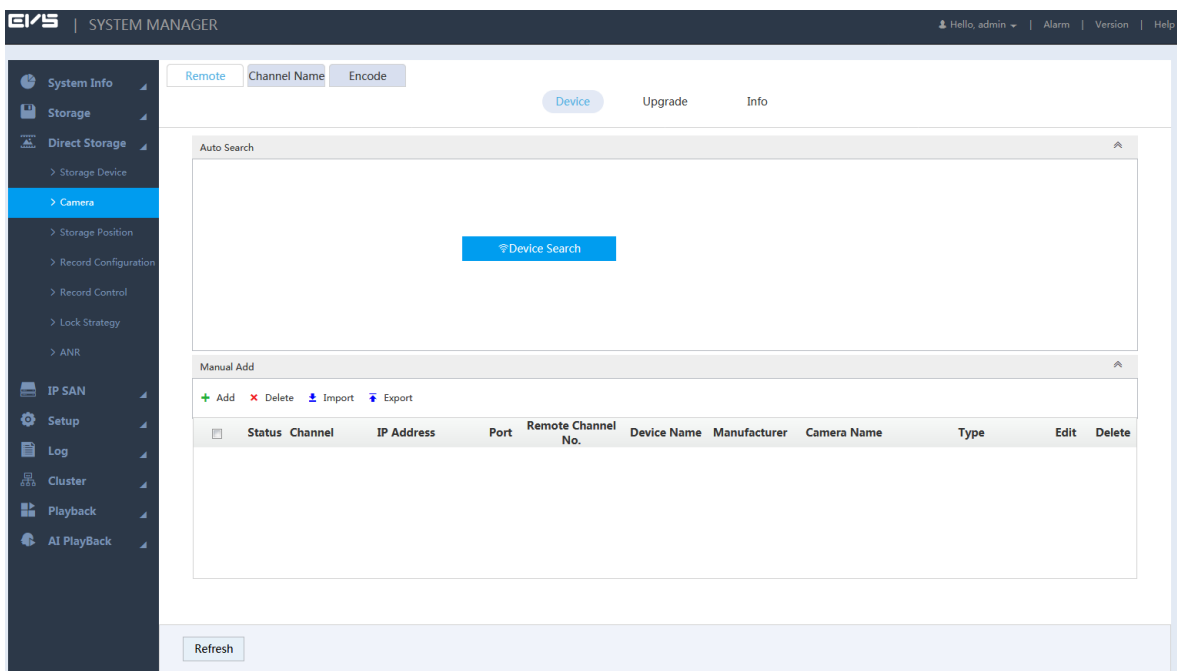 EVS | SYSTEM MANAGER
Hello, admin | Alarm | Version | Help
System Info
Storage
Direct Storage
> Storage Device
> Camera
> Storage Position
> Record Configuration
> Record Control
> Lock Strategy
> ANR
IP SAN
Setup
Log
Cluster
Playback
AI PlayBack
Remote Channel Name Encode
Device Upgrade Info
Auto Search
Device Search
Manual Add
Add Delete Import Export
Status Channel IP Address Port Remote Channel No. Device Name Manufacturer Camera Name Type Edit Delete
Refresh